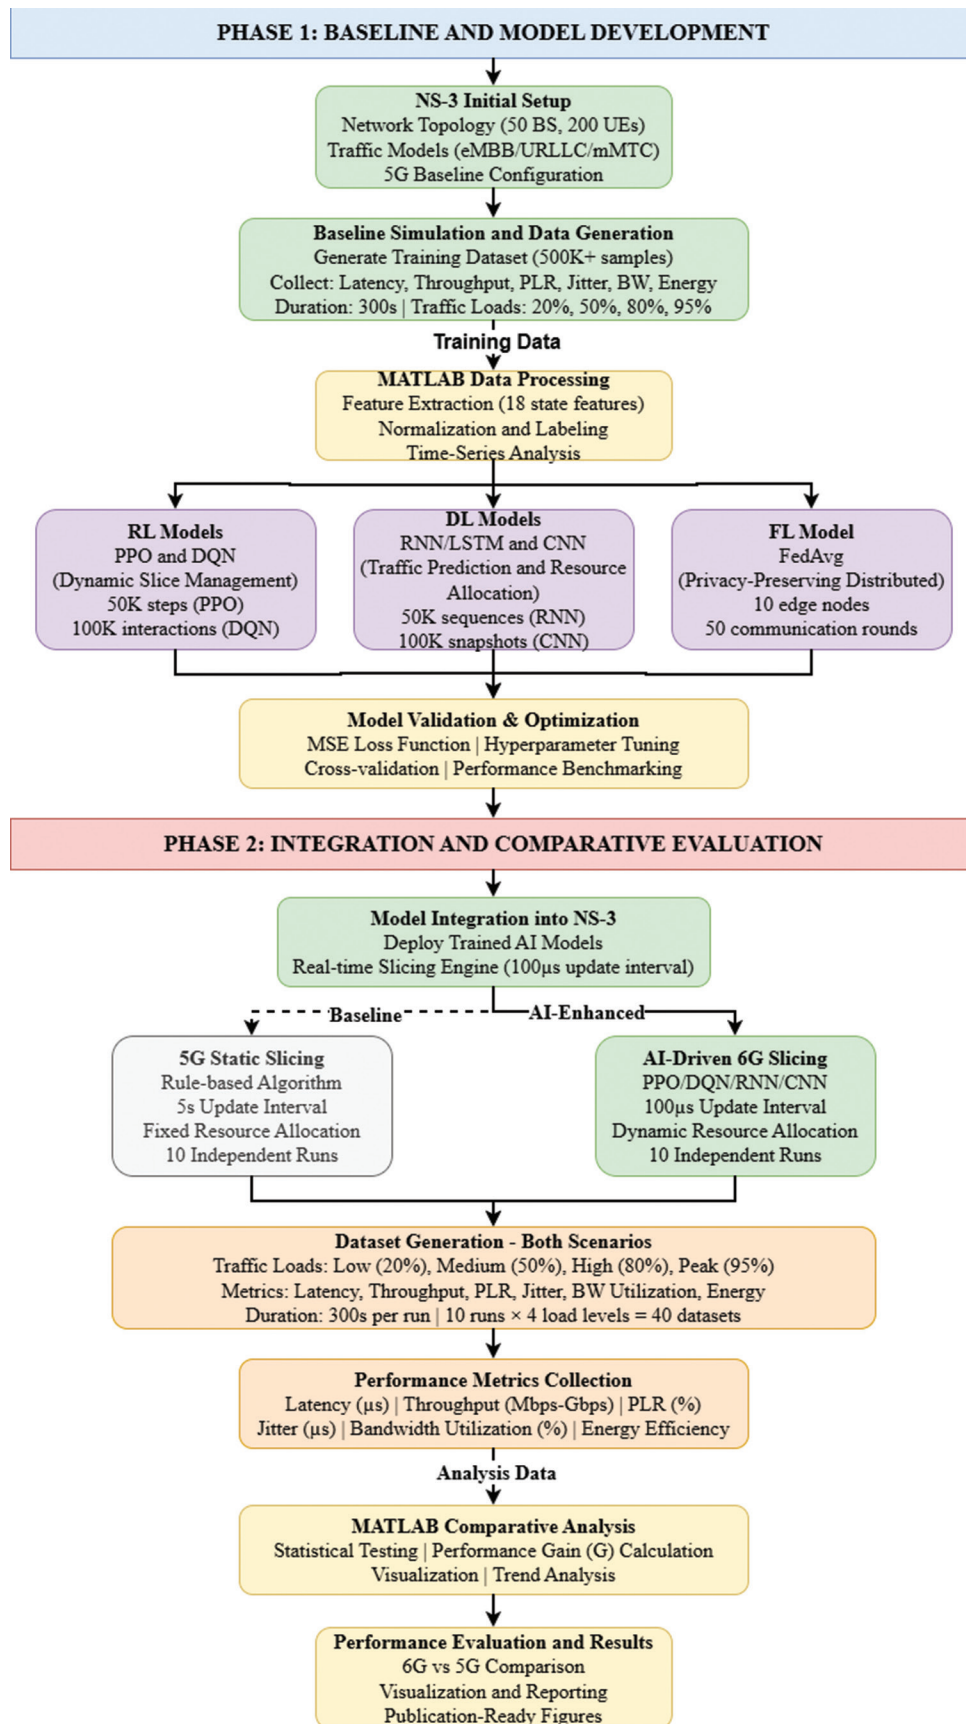 PHASE 1: BASELINE AND MODEL DEVELOPMENT
NS-3 Initial Setup
Network Topology (50 BS, 200 UEs)
Traffic Models (eMBB/URLLC/mMTC)
5G Baseline Configuration
Baseline Simulation and Data Generation
Generate Training Dataset (500K+ samples)
Collect: Latency, Throughput, PLR, Jitter, BW, Energy
Duration: 300s | Traffic Loads: 20%, 50%, 80%, 95%
Training Data
MATLAB Data Processing
Feature Extraction (18 state features)
Normalization and Labeling
Time-Series Analysis
RL Models
PPO and DQN
(Dynamic Slice Management)
50K steps (PPO)
100K interactions (DQN)
DL Models
RNN/LSTM and CNN
(Traffic Prediction and Resource
Allocation)
50K sequences (RNN)
100K snapshots (CNN)
FL Model
FedAvg
(Privacy-Preserving Distributed)
10 edge nodes
50 communication rounds
Model Validation & Optimization
MSE Loss Function | Hyperparameter Tuning
Cross-validation | Performance Benchmarking
PHASE 2: INTEGRATION AND COMPARATIVE EVALUATION
Model Integration into NS-3
Deploy Trained AI Models
Real-time Slicing Engine (100µs update interval)
Baseline
AI-Enhanced
5G Static Slicing
Rule-based Algorithm
5s Update Interval
Fixed Resource Allocation
10 Independent Runs
AI-Driven 6G Slicing
PPO/DQN/RNN/CNN
100µs Update Interval
Dynamic Resource Allocation
10 Independent Runs
Dataset Generation - Both Scenarios
Traffic Loads: Low (20%), Medium (50%), High (80%), Peak (95%)
Metrics: Latency, Throughput, PLR, Jitter, BW Utilization, Energy
Duration: 300s per run | 10 runs × 4 load levels = 40 datasets
Performance Metrics Collection
Latency (µs) | Throughput (Mbps-Gbps) | PLR (%)
Jitter (µs) | Bandwidth Utilization (%) | Energy Efficiency
Analysis Data
MATLAB Comparative Analysis
Statistical Testing | Performance Gain (G) Calculation
Visualization | Trend Analysis
Performance Evaluation and Results
6G vs 5G Comparison
Visualization and Reporting
Publication-Ready Figures